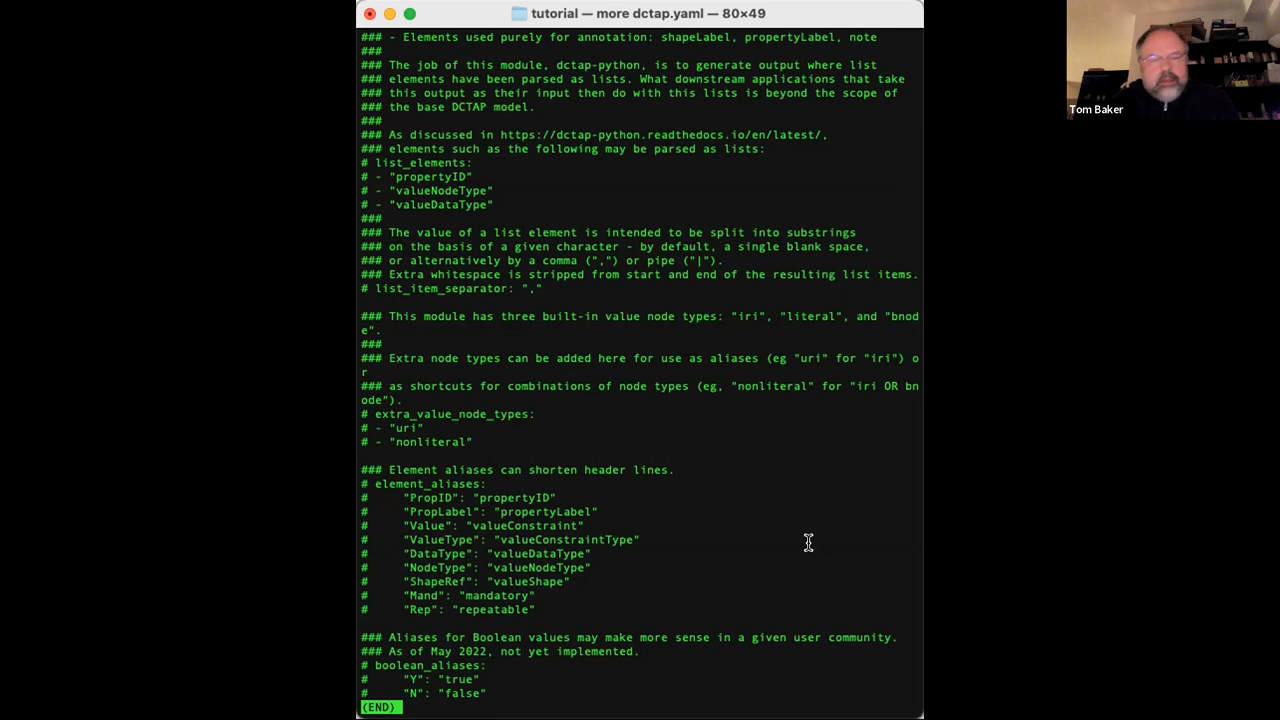 tutorial — more dctap.yaml — 80×49
### - Elements used purely for annotation: shapeLabel, propertyLabel, note
###
### The job of this module, dctap-python, is to generate output where list
### elements have been parsed as lists. What downstream applications that take
### this output as their input then do with this lists is beyond the scope of
### the base DCTAP model.
###
### As discussed in https://dctap-python.readthedocs.io/en/latest/,
### elements such as the following may be parsed as lists:
# list_elements:
# - "propertyID"
# - "valueNodeType"
# - "valueDataType"
###
### The value of a list element is intended to be split into substrings
### on the basis of a given character - by default, a single blank space,
### or alternatively by a comma (",") or pipe ("|").
### Extra whitespace is stripped from start and end of the resulting list items.
# list_item_separator: ","
### This module has three built-in value node types: "iri", "literal", and "bnod
e".
###
### Extra node types can be added here for use as aliases (eg "uri" for "iri") o
r
### as shortcuts for combinations of node types (eg, "nonliteral" for "iri OR bn
ode").
# extra_value_node_types:
# - "uri"
# - "nonliteral"
### Element aliases can shorten header lines.
# element_aliases:
#     "PropID": "propertyID"
#     "PropLabel": "propertyLabel"
#     "Value": "valueConstraint"
#     "ValueType": "valueConstraintType"
#     "DataType": "valueDataType"
#     "NodeType": "valueNodeType"
#     "ShapeRef": "valueShape"
#     "Mand": "mandatory"
#     "Rep": "repeatable"
### Aliases for Boolean values may make more sense in a given user community.
### As of May 2022, not yet implemented.
# boolean_aliases:
#     "Y": "true"
#     "N": "false"
(END)
Tom Baker